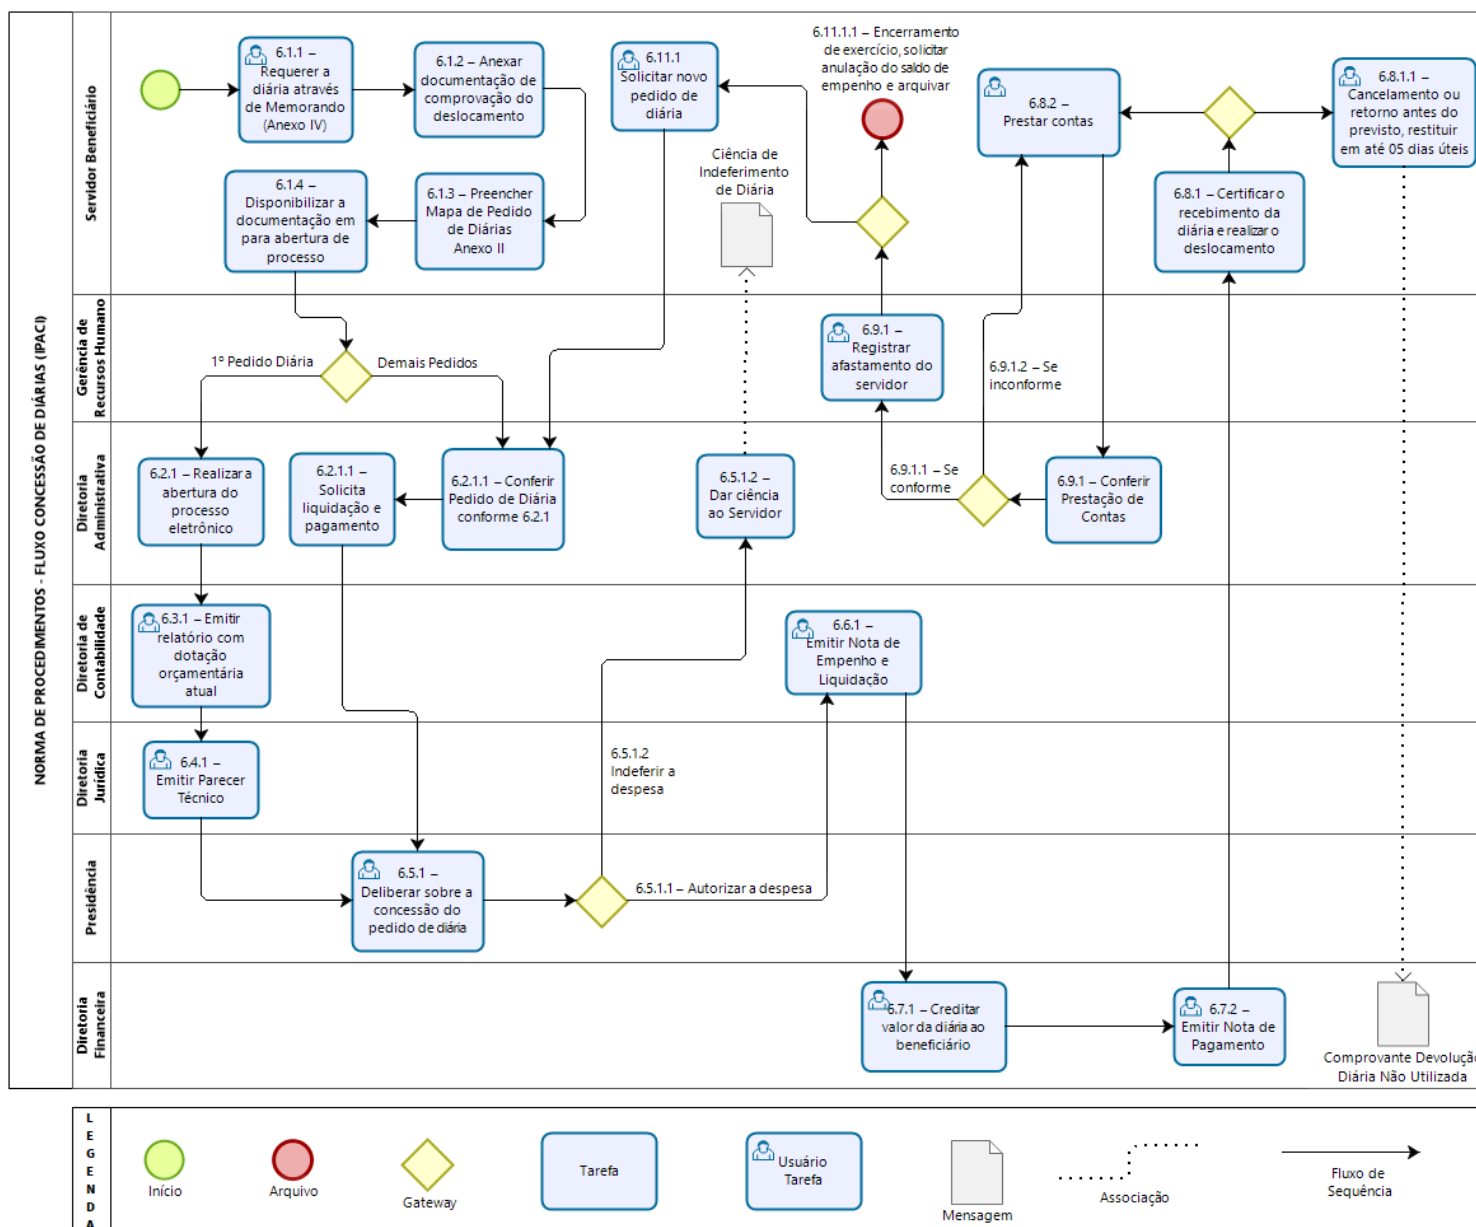 NORMA DE PROCEDIMENTOS - FLUXO CONCESSÃO DE DIÁRIAS (IPACI)
Servidor Beneficiário
6.1.1 –
Requerer a
diária através
de Memorando
(Anexo IV)
6.1.2 – Anexar
documentação de
comprovação do
deslocamento
6.1.4 –
Disponibilizar a
documentação em
para abertura de
processo
6.1.3 – Preencher
Mapa de Pedido
de Diárias
Anexo II
6.11.1
Solicitar novo
pedido de
diária
Ciência de
Indeferimento
de Diária
6.11.1.1 – Encerramento
de exercício, solicitar
anulação do saldo de
empenho e arquivar
6.8.2 –
Prestar contas
6.8.1.1 –
Cancelamento ou
retorno antes do
previsto, restituir
em até 05 dias úteis
6.8.1 – Certificar o
recebimento da
diária e realizar o
deslocamento
Gerência de
Recursos Humano
1º Pedido Diária
Demais Pedidos
6.9.1 –
Registrar
afastamento do
servidor
6.9.1.2 – Se
inconforme
Diretoria
Administrativa
6.2.1 – Realizar a
abertura do
processo
eletrônico
6.2.1.1 –
Solicita
liquidação e
pagamento
6.2.1.1 – Conferir
Pedido de Diária
conforme 6.2.1
6.5.1.2 –
Dar ciência
ao Servidor
6.9.1.1 – Se
conforme
6.9.1 – Conferir
Prestação de
Contas
Diretoria de
Contabilidade
6.3.1 – Emitir
relatório com
dotação
orçamentária
atual
6.6.1 –
Emitir Nota de
Empenho e
Liquidação
Diretoria
Jurídica
6.4.1 –
Emitir Parecer
Técnico
6.5.1.2
Indeferir a
despesa
Presidência
6.5.1 –
Deliberar sobre a
concessão do
pedido de diária
6.5.1.1 – Autorizar a despesa
Diretoria
Financeira
6.7.1 – Creditar
valor da diária ao
beneficiário
6.7.2 –
Emitir Nota de
Pagamento
Comprovante Devolução
Diária Não Utilizada
LEGENDA
Início
Arquivo
Gateway
Tarefa
Usuário
Tarefa
Mensagem
Associação
Fluxo de
Sequência